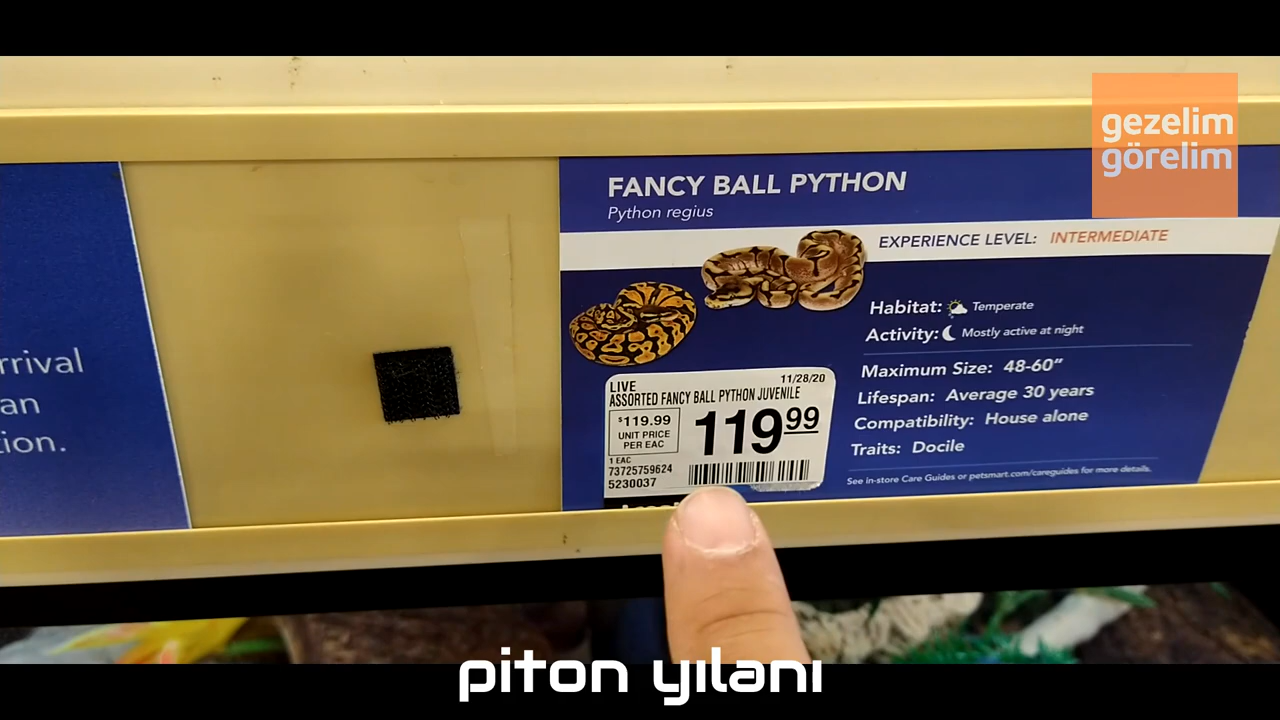 gezelim
görelim
FANCY BALL PYTHON
Python regius
EXPERIENCE LEVEL: INTERMEDIATE
Habitat: Temperate
Activity: Mostly active at night
Maximum Size: 48-60”
Lifespan: Average 30 years
Compatibility: House alone
Traits: Docile
See in-store Care Guides or petsmart.com/careguides for more details.
LIVE 11/28/20
ASSORTED FANCY BALL PYTHON JUVENILE
$119.99
UNIT PRICE
PER EAC
119 99
1 EAC
73725759624
5230037
rrival
an
tion.
piton yılanı